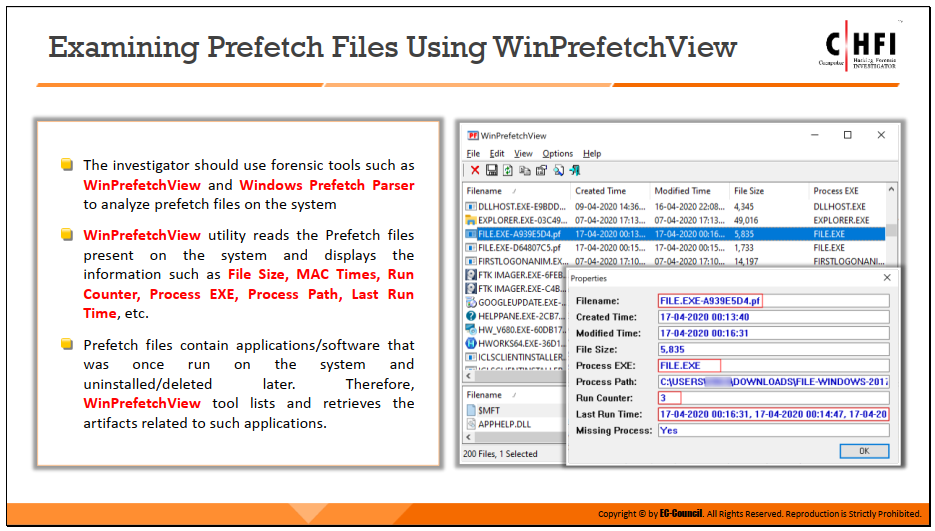 Examining Prefetch Files Using WinPrefetchView
CHFI
Computer Hacking Forensic
INVESTIGATOR
The investigator should use forensic tools such as
WinPrefetchView and Windows Prefetch Parser
to analyze prefetch files on the system
WinPrefetchView utility reads the Prefetch files
present on the system and displays the
information such as File Size, MAC Times, Run
Counter, Process EXE, Process Path, Last Run
Time, etc.
Prefetch files contain applications/software that
was once run on the system and
uninstalled/deleted later. Therefore,
WinPrefetchView tool lists and retrieves the
artifacts related to such applications.
WinPrefetchView
File Edit View Options Help
Filename / Created Time Modified Time File Size Process EXE
DLLHOST.EXE-E9BDD... 09-04-2020 14:36... 16-04-2020 22:08... 4,345 DLLHOST.EXE
EXPLORER.EXE-03C49... 07-04-2020 17:13... 07-04-2020 17:13... 49,016 EXPLORER.EXE
FILE.EXE-A939E5D4.pf 17-04-2020 00:13... 17-04-2020 00:16... 5,835 FILE.EXE
FILE.EXE-D64807C5.pf 17-04-2020 00:15... 17-04-2020 00:15... 1,733 FILE.EXE
FIRSTLOGONANIM.EX... 07-04-2020 17:10... 07-04-2020 17:10... 14,197 FIRSTLOGONANI...
FTK IMAGER.EXE-6FEB...
FTK IMAGER.EXE-C4B...
GOOGLEUPDATE.EXE-...
HELPPANE.EXE-2CB7...
HW_V680.EXE-60DB17...
HWORKS64.EXE-36D1...
ICLSCLIENTINSTALLER...
Filename /
$MFT
APPHELP.DLL
200 Files, 1 Selected
Properties
Filename: FILE.EXE-A939E5D4.pf
Created Time: 17-04-2020 00:13:40
Modified Time: 17-04-2020 00:16:31
File Size: 5,835
Process EXE: FILE.EXE
Process Path: C:\USERS\ \DOWNLOADS\FILE-WINDOWS-2017
Run Counter: 3
Last Run Time: 17-04-2020 00:16:31, 17-04-2020 00:14:47, 17-04-20
Missing Process: Yes
OK
Copyright © by EC-Council. All Rights Reserved. Reproduction is Strictly Prohibited.